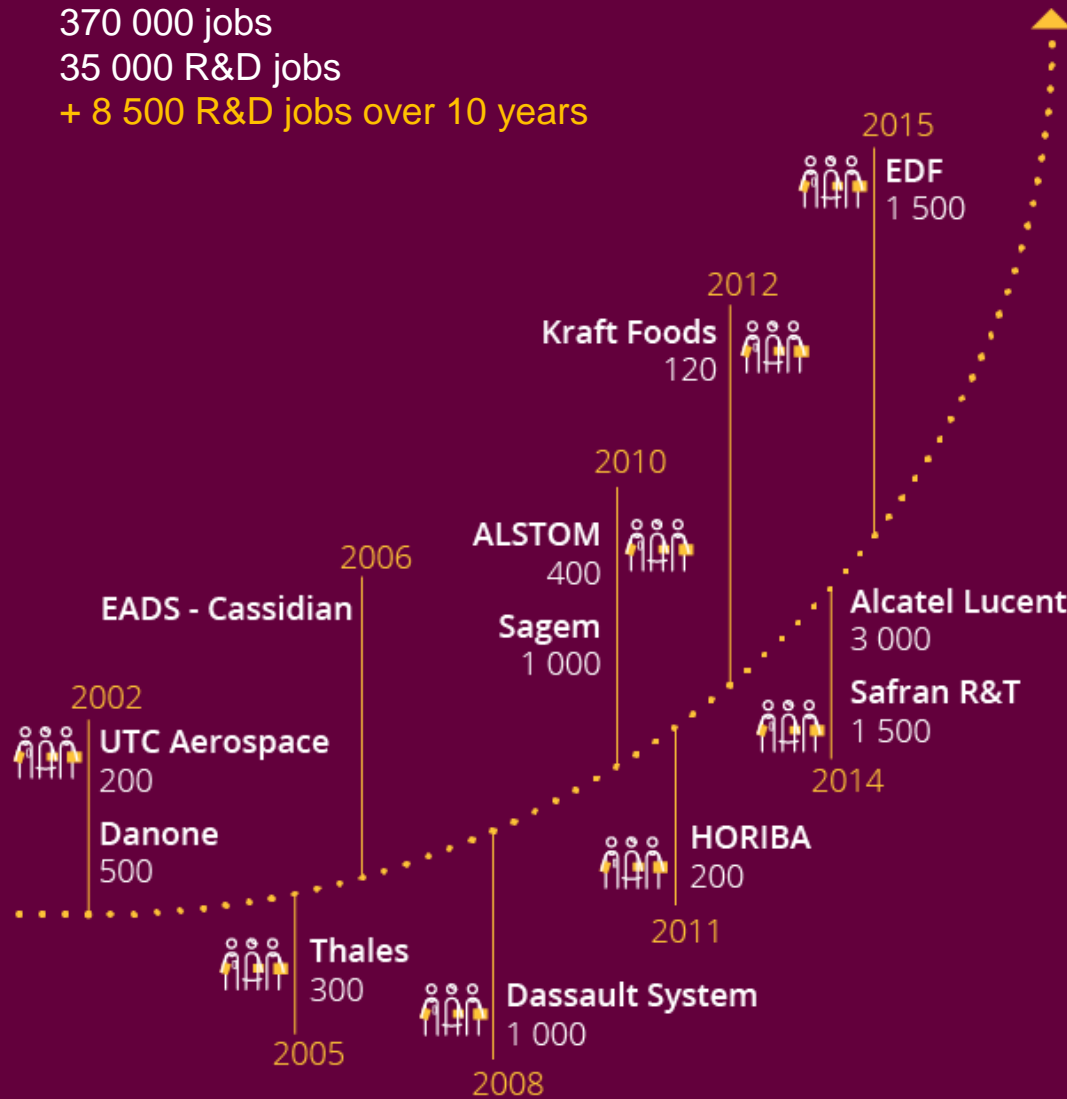 370 000 jobs
35 000 R&D jobs
+ 8 500 R&D jobs over 10 years
2015
EDF
1 500
2012
Kraft Foods
120
2010
ALSTOM
400
Sagem
1 000
2006
EADS - Cassidian
2002
UTC Aerospace
200
Danone
500
Alcatel Lucent
3 000
Safran R&T
1 500
2014
HORIBA
200
2011
Thales
300
2005
Dassault System
1 000
2008